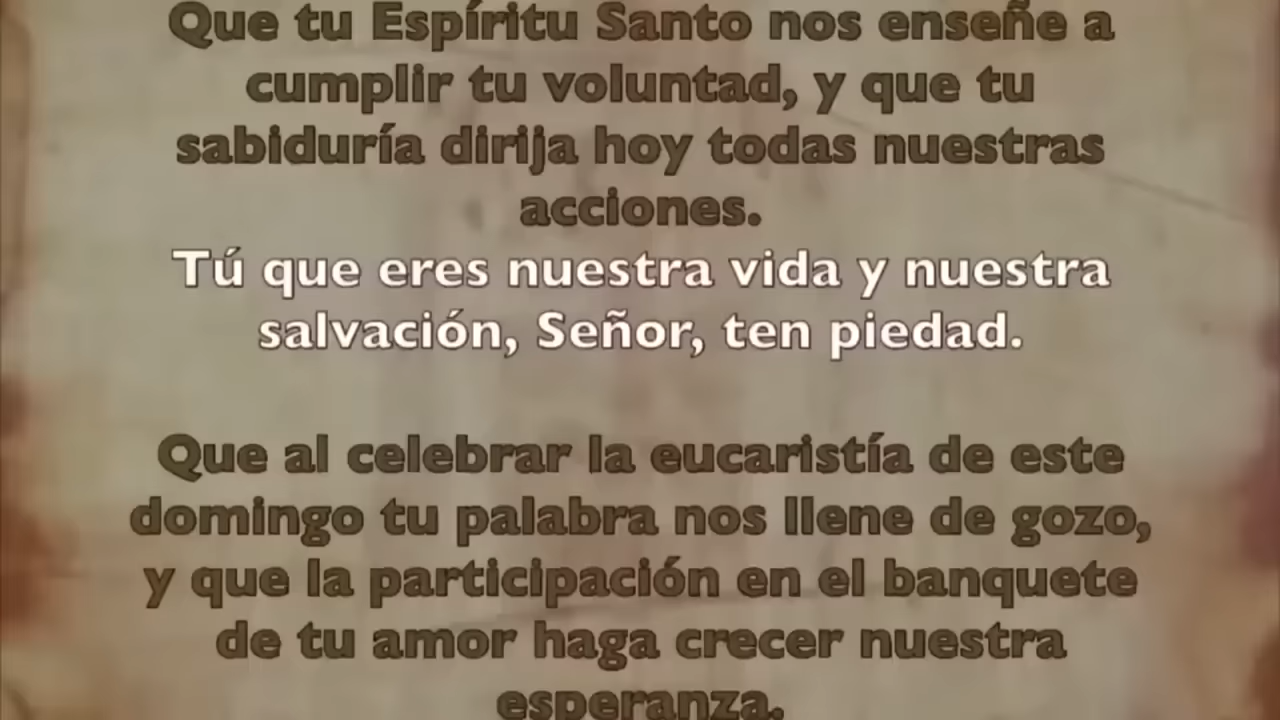 Que tu Espíritu Santo nos enseñe a
cumplir tu voluntad, y que tu
sabiduría dirija hoy todas nuestras
acciones.
Tú que eres nuestra vida y nuestra
salvación, Señor, ten piedad.
Que al celebrar la eucaristía de este
domingo tu palabra nos llene de gozo,
y que la participación en el banquete
de tu amor haga crecer nuestra
esperanza.